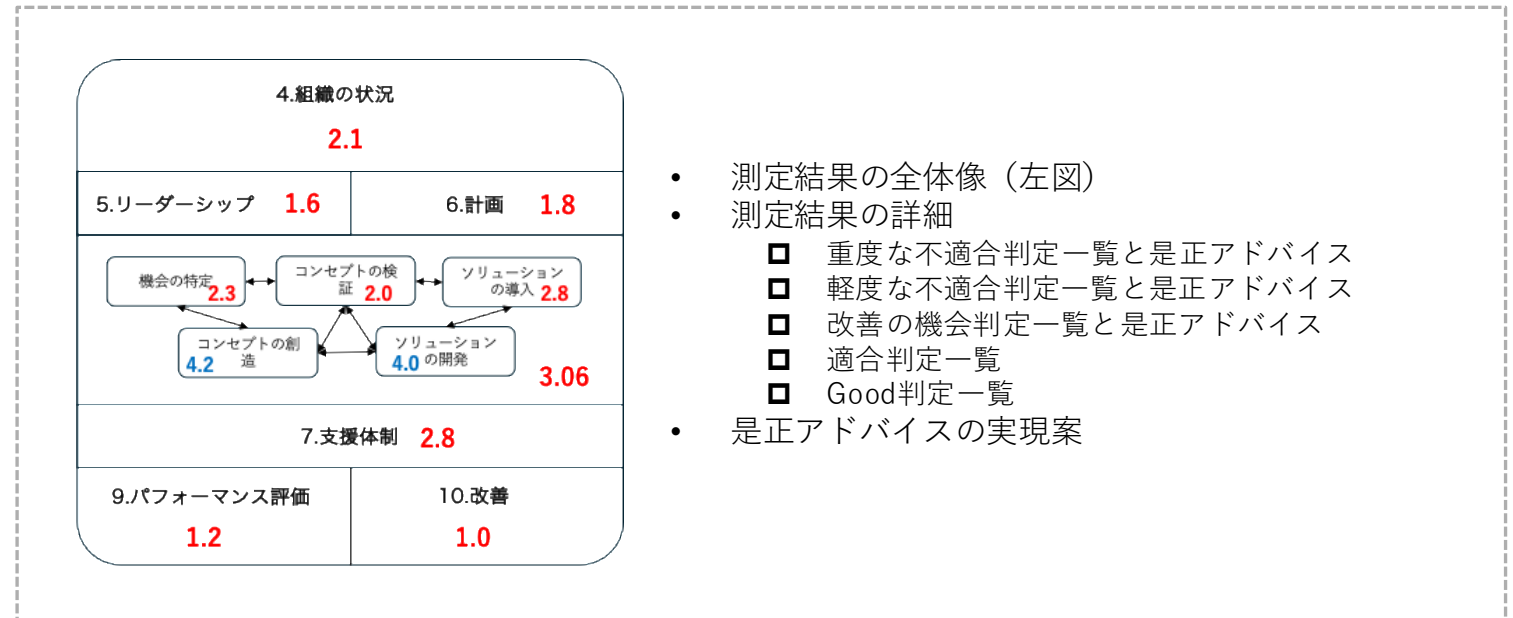 4.組織の状況
2.1
5.リーダーシップ 1.6
6.計画 1.8
機会の特定 2.3
コンセプトの検
証 2.0
ソリューション
の導入 2.8
コンセプトの創
4.2 造
ソリューション
4.0 の開発
3.06
7.支援体制 2.8
9.パフォーマンス評価
1.2
10.改善
1.0
• 測定結果の全体像（左図）
• 測定結果の詳細
重度な不適合判定一覧と是正アドバイス
軽度な不適合判定一覧と是正アドバイス
改善の機会判定一覧と是正アドバイス
適合判定一覧
Good判定一覧
• 是正アドバイスの実現案